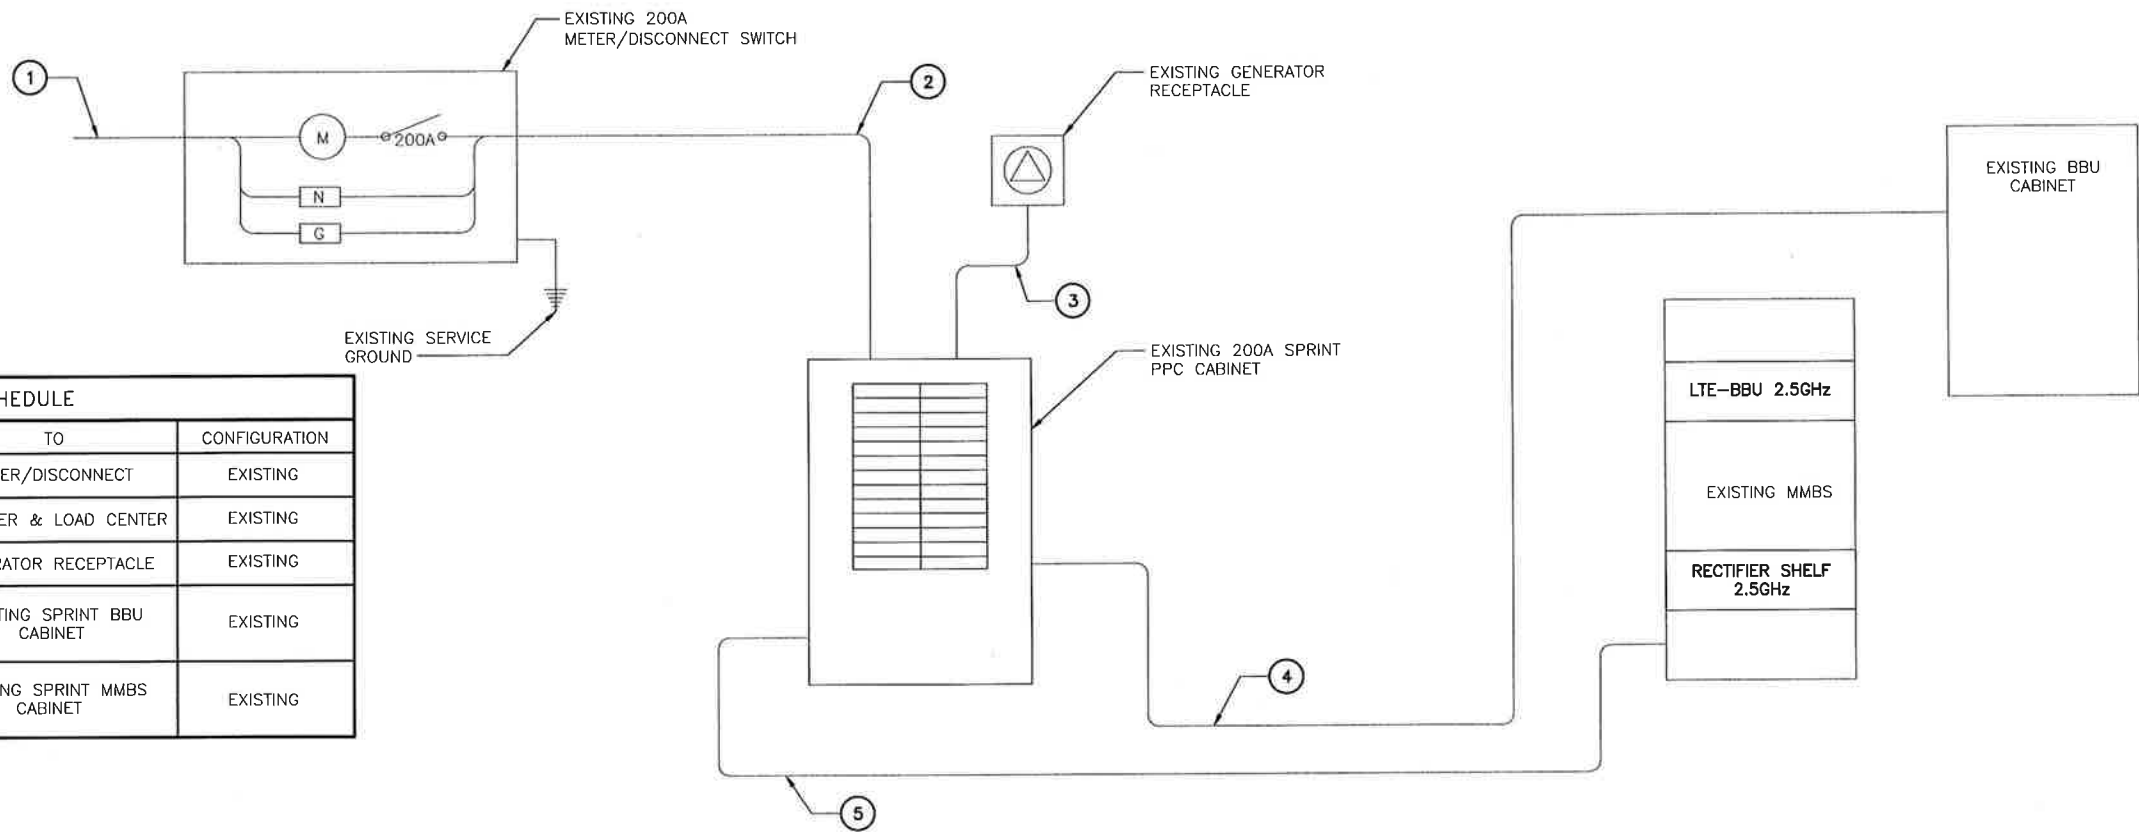 EXISTING 200A
METER/DISCONNECT SWITCH
1
2
EXISTING GENERATOR
RECEPTACLE
M
200A
N
G
EXISTING BBU
CABINET
3
EXISTING SERVICE
GROUND
EXISTING 200A SPRINT
PPC CABINET
LTE-BBU 2.5GHz
EXISTING MMBS
RECTIFIER SHELF
2.5GHz
4
5
HEDULE
TO
CONFIGURATION
ER/DISCONNECT
EXISTING
ER & LOAD CENTER
EXISTING
RATOR RECEPTACLE
EXISTING
TING SPRINT BBU
CABINET
EXISTING
NG SPRINT MMBS
CABINET
EXISTING